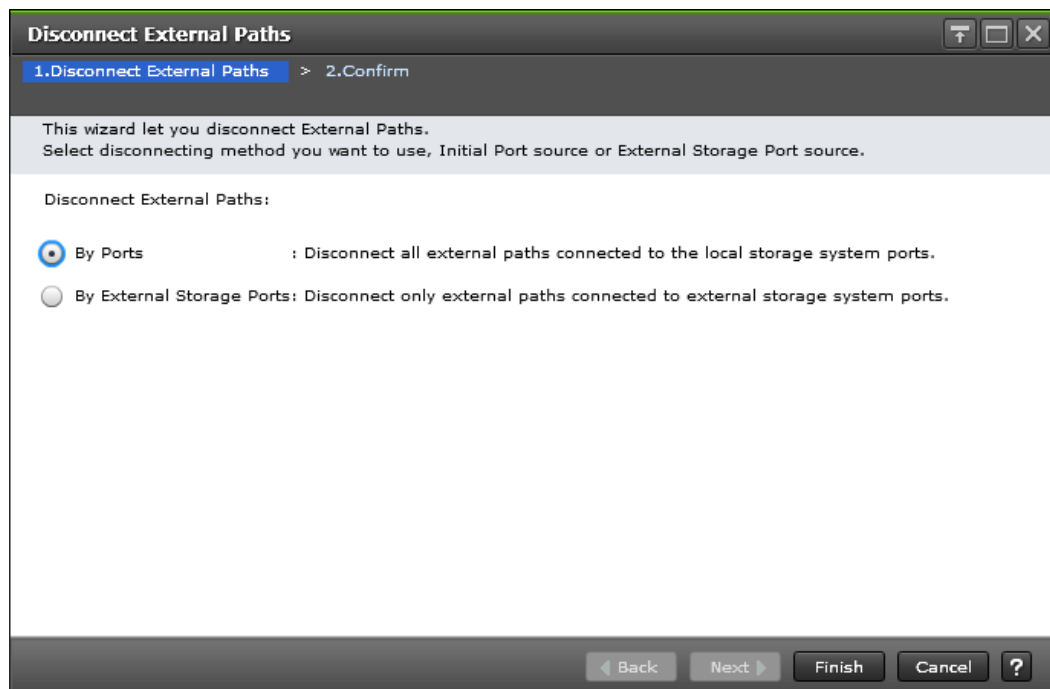 Disconnect External Paths
1.Disconnect External Paths > 2.Confirm
This wizard let you disconnect External Paths.
Select disconnecting method you want to use, Initial Port source or External Storage Port source.
Disconnect External Paths:
By Ports : Disconnect all external paths connected to the local storage system ports.
By External Storage Ports: Disconnect only external paths connected to external storage system ports.
Back Next Finish Cancel ?